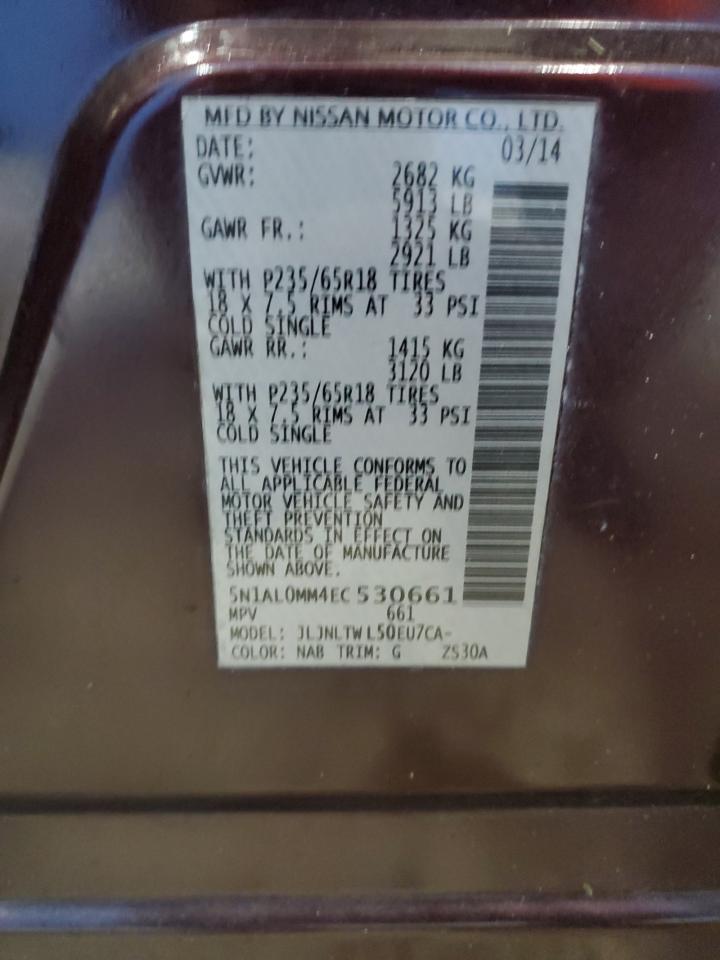 MFD BY NISSAN MOTOR CO., LTD.
DATE: 03/14
GVWR: 2682 KG
5913 LB
GAWR FR.: 1325 KG
2921 LB
WITH P235/65R18 TIRES
18 X 7.5 RIMS AT 33 PSI
COLD SINGLE
GAWR RR.: 1415 KG
3120 LB
WITH P235/65R18 TIRES
18 X 7.5 RIMS AT 33 PSI
COLD SINGLE
THIS VEHICLE CONFORMS TO
ALL APPLICABLE FEDERAL
MOTOR VEHICLE SAFETY AND
THEFT PREVENTION
STANDARDS IN EFFECT ON
THE DATE OF MANUFACTURE
SHOWN ABOVE.
5N1AL0MM4EC530661
MPV 661
MODEL: JLJNLTWL50EU7CA-
COLOR: NAB TRIM: G ZS30A